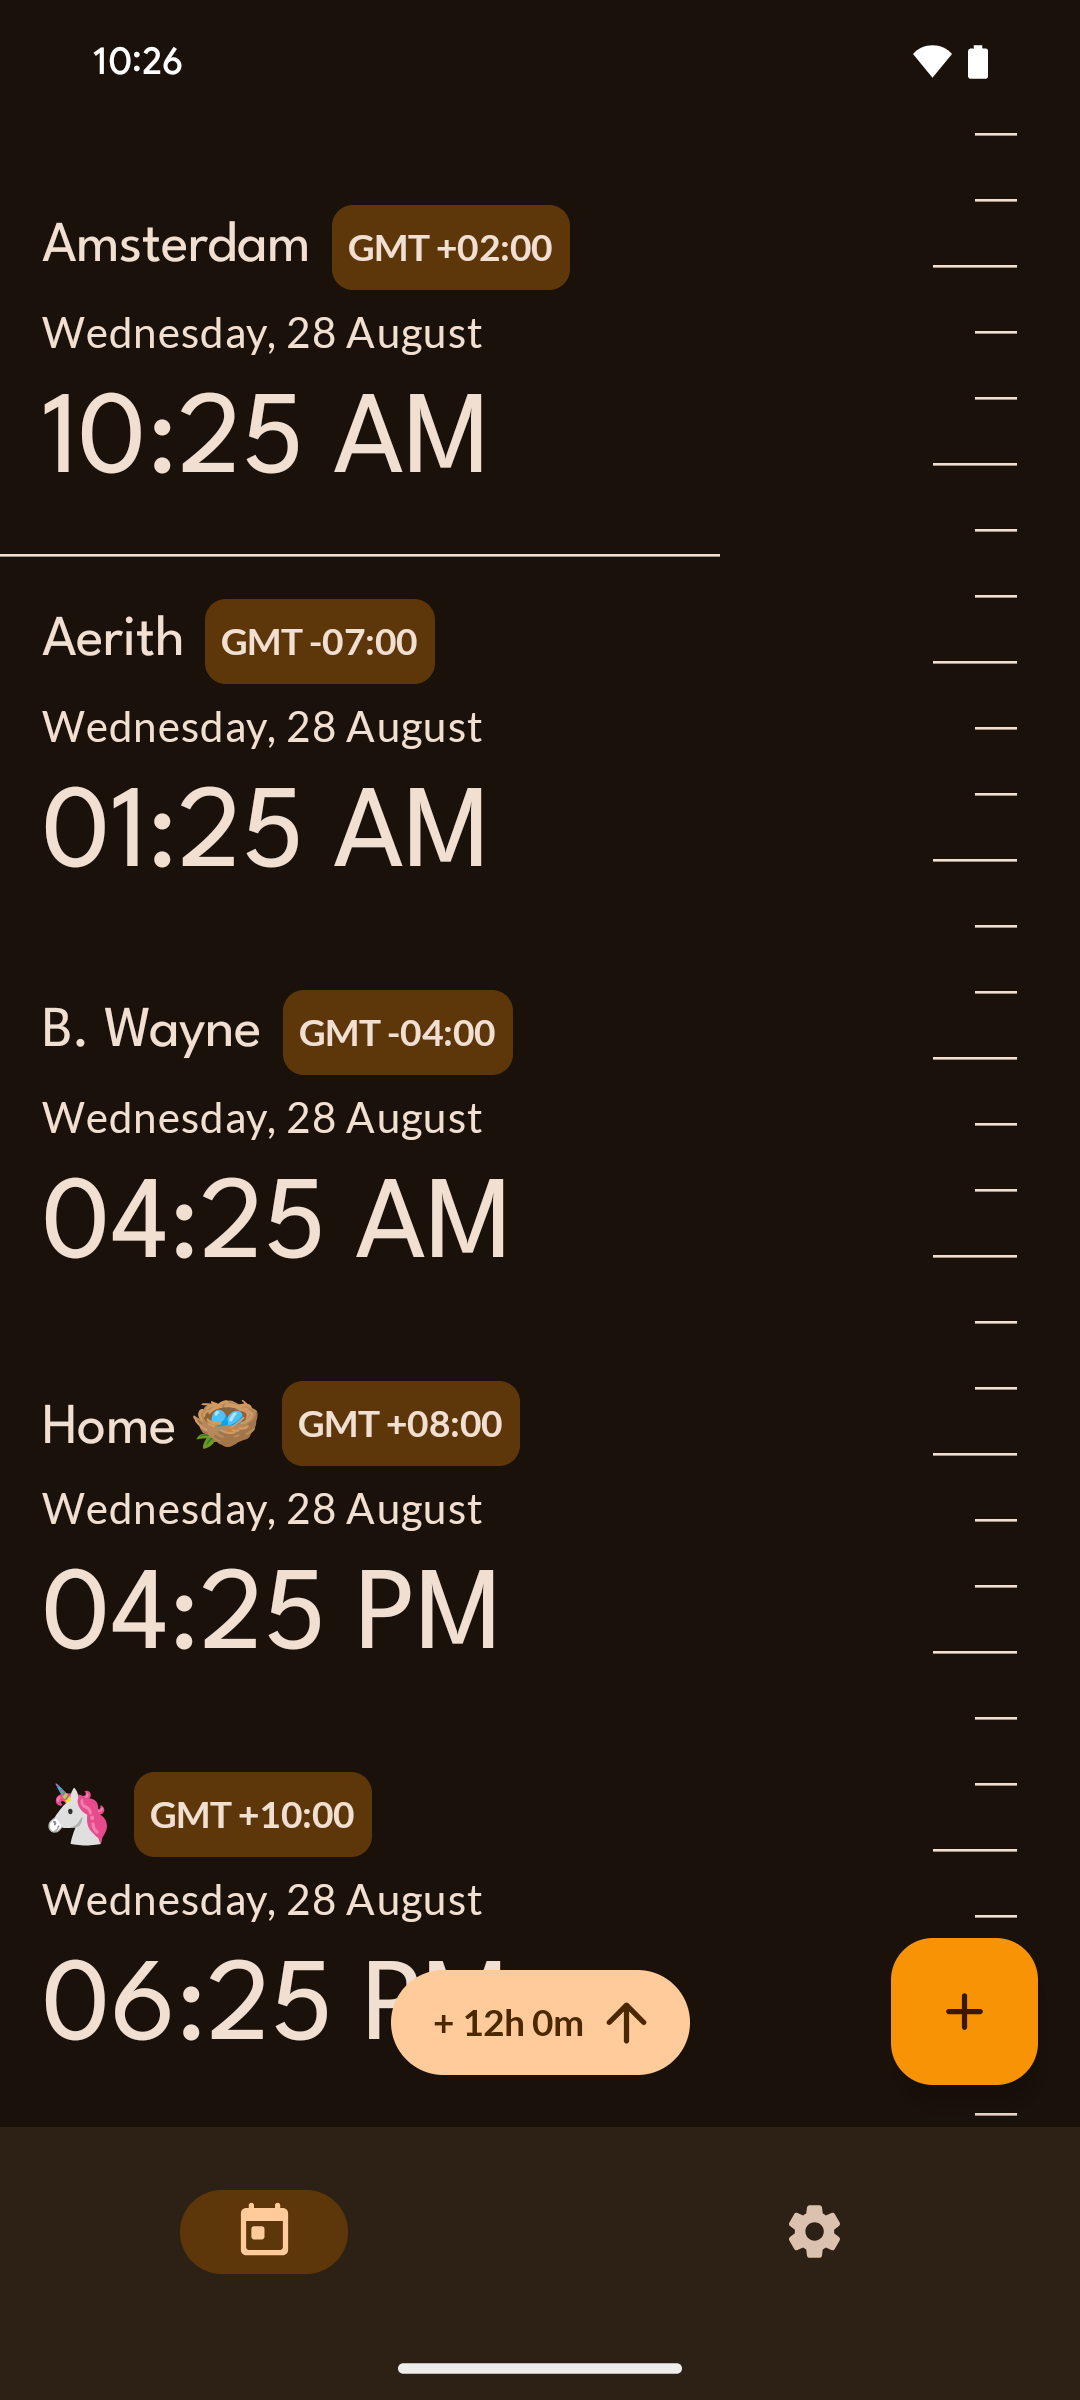 10:26
Amsterdam GMT +02:00
Wednesday, 28 August
10:25 AM
Aerith GMT -07:00
Wednesday, 28 August
01:25 AM
B. Wayne GMT -04:00
Wednesday, 28 August
04:25 AM
Home GMT +08:00
Wednesday, 28 August
04:25 PM
GMT +10:00
Wednesday, 28 August
06:25 PM
+ 12h 0m